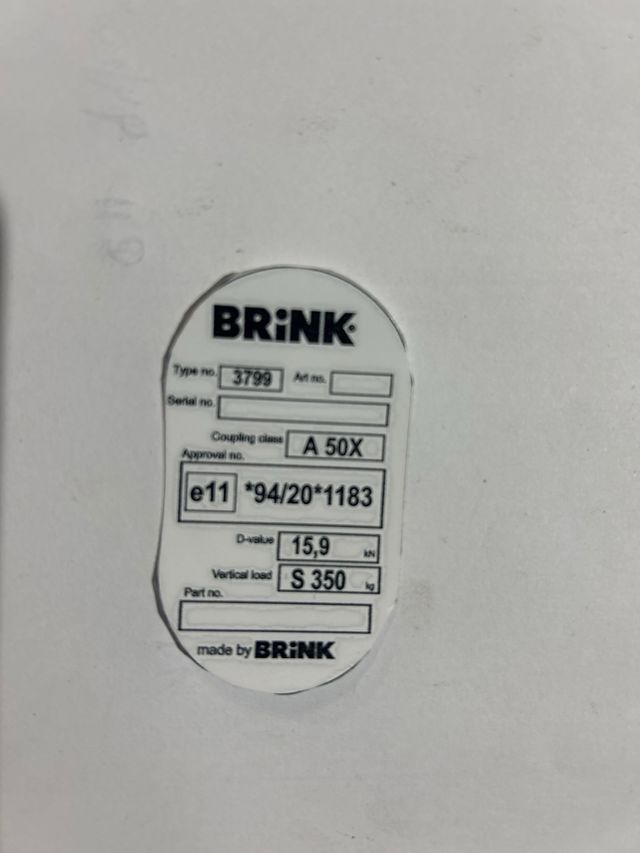 BRiNK
Type no. 3799 Art no.
Serial no.
Coupling class A 50X
Approval no.
e11 *94/20*1183
D-value 15,9 kN
Vertical load S 350 kg
Part no.
made by BRiNK